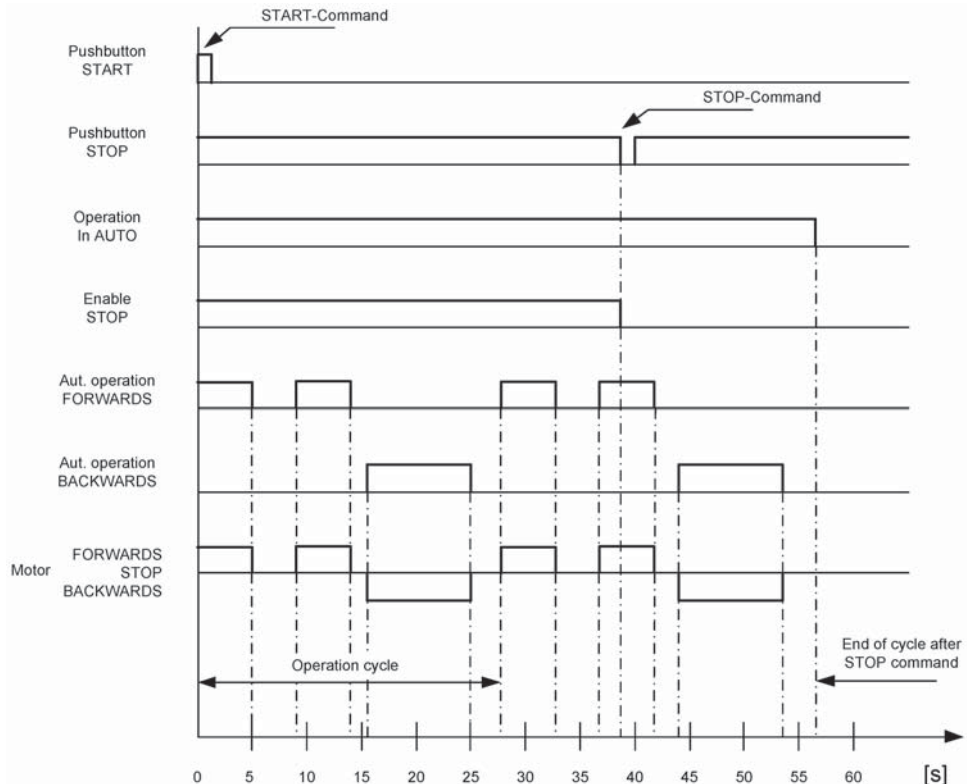 START-Command
Pushbutton
START
STOP-Command
Pushbutton
STOP
Operation
In AUTO
Enable
STOP
Aut. operation
FORWARDS
Aut. operation
BACKWARDS
Motor
FORWARDS
STOP
BACKWARDS
Operation cycle
End of cycle after
STOP command
0 5 10 15 20 25 30 35 40 45 50 55 60 [s]